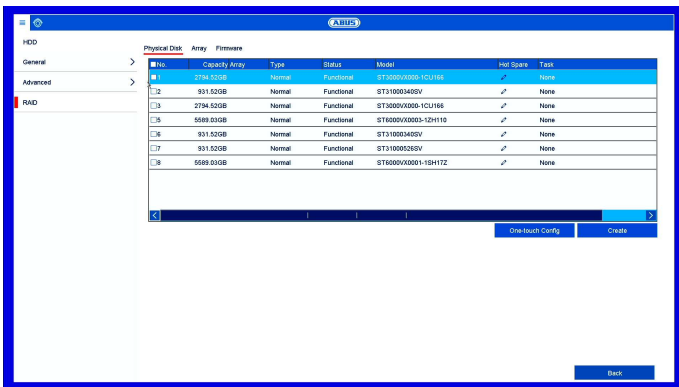 ABUS
HDD
General
Advanced
RAID
Physical Disk Array Firmware
No. Capacity Array Type Status Model Hot Spare Task
1 2794.52GB Normal Functional ST3000VX000-1CU166 None
2 931.52GB Normal Functional ST31000340SV None
3 2794.52GB Normal Functional ST3000VX000-1CU166 None
5 5589.03GB Normal Functional ST6000VX0003-1ZH110 None
6 931.52GB Normal Functional ST31000340SV None
7 931.52GB Normal Functional ST31000526SV None
8 5589.03GB Normal Functional ST6000VX0001-1SH17Z None
One-touch Config Create
Back